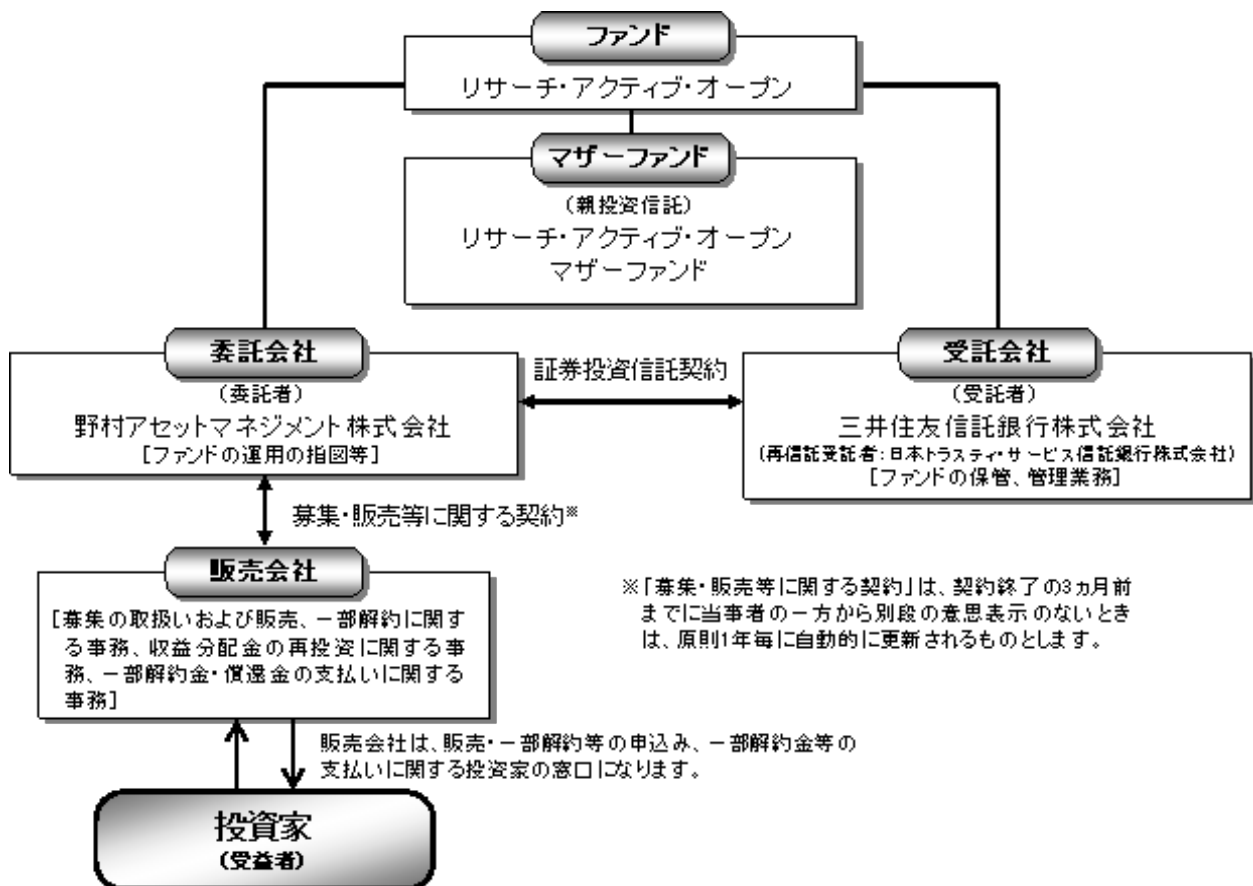 ファンド
リサーチ・アクティブ・オープン
マザーファンド
(親投資信託)
リサーチ・アクティブ・オープン
マザーファンド
委託会社
(委託者)
野村アセットマネジメント株式会社
[ファンドの運用の指図等]
証券投資信託契約
受託会社
(受託者)
三井住友信託銀行株式会社
(再信託受託者:日本トラスティ・サービス信託銀行株式会社)
[ファンドの保管、管理業務]
募集・販売等に関する契約※
販売会社
[募集の取扱いおよび販売、一部解約に関す
る事務、収益分配金の再投資に関する事
務、一部解約金・償還金の支払いに関する
事務]
※「募集・販売等に関する契約」は、契約終了の3ヵ月前
までに当事者の一方から別段の意思表示のないとき
は、原則1年毎に自動的に更新されるものとします。
販売会社は、販売・一部解約等の申込み、一部解約金等の
支払いに関する投資家の窓口になります。
投資家
(受益者)